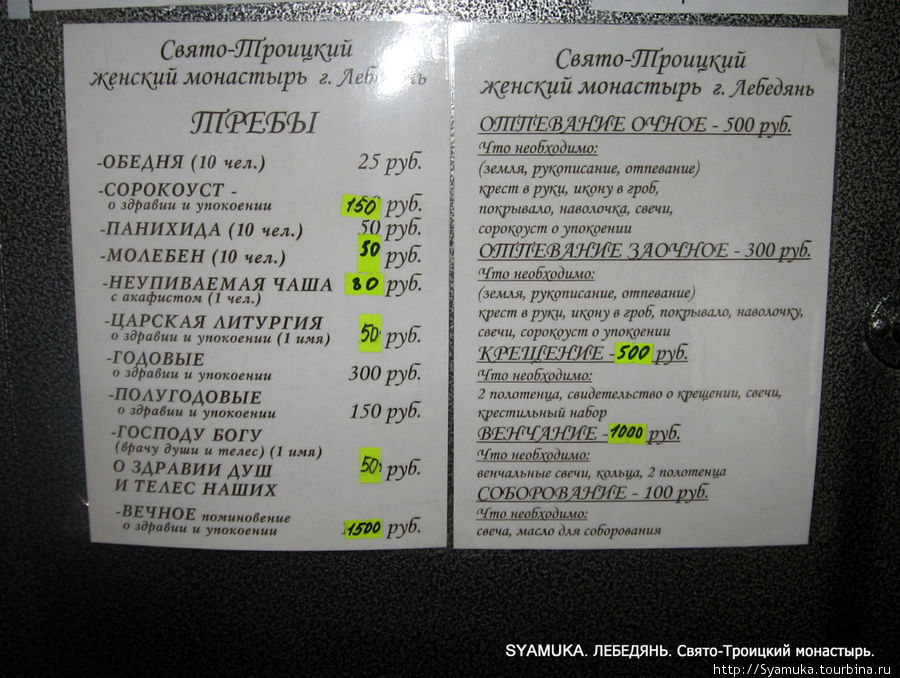 Свято-Троицкий
женский монастырь г. Лебедянь
ТРЕБЫ
-ОБЕДНЯ (10 чел.) 25 руб.
-СОРОКОУСТ -
о здравии и упокоении 150 руб.
-ПАНИХИДА (10 чел.) 50 руб.
-МОЛЕБЕН (10 чел.) 50 руб.
-НЕУПИВАЕМАЯ ЧАША 80 руб.
с акафистом (1 чел.)
-ЦАРСКАЯ ЛИТУРГИЯ
о здравии и упокоении (1 имя) 50 руб.
-ГОДОВЫЕ
о здравии и упокоении 300 руб.
-ПОЛУГОДОВЫЕ
о здравии и упокоении 150 руб.
-ГОСПОДУ БОГУ
(врачу души и телес) (1 имя)
О ЗДРАВИИ ДУШ 50 руб.
И ТЕЛЕС НАШИХ
-ВЕЧНОЕ поминовение
о здравии и упокоении 1500 руб.
Свято-Троицкий
женский монастырь г. Лебедянь
ОТПЕВАНИЕ ОЧНОЕ - 500 руб.
Что необходимо:
(земля, рукописание, отпевание)
крест в руки, икону в гроб,
покрывало, наволочка, свечи,
сорокоуст о упокоении
ОТПЕВАНИЕ ЗАОЧНОЕ - 300 руб.
Что необходимо:
(земля, рукописание, отпевание)
крест в руки, икону в гроб, покрывало, наволочку,
свечи, сорокоуст о упокоении
КРЕЩЕНИЕ - 500 руб.
Что необходимо:
2 полотенца, свидетельство о крещении, свечи,
крестильный набор
ВЕНЧАНИЕ - 1000 руб.
Что необходимо:
венчальные свечи, кольца, 2 полотенца
СОБОРОВАНИЕ - 100 руб.
Что необходимо:
свеча, масло для соборования
SYAMUKA. ЛЕБЕДЯНЬ. Свято-Троицкий монастырь.
http://Syamuka.tourbina.ru